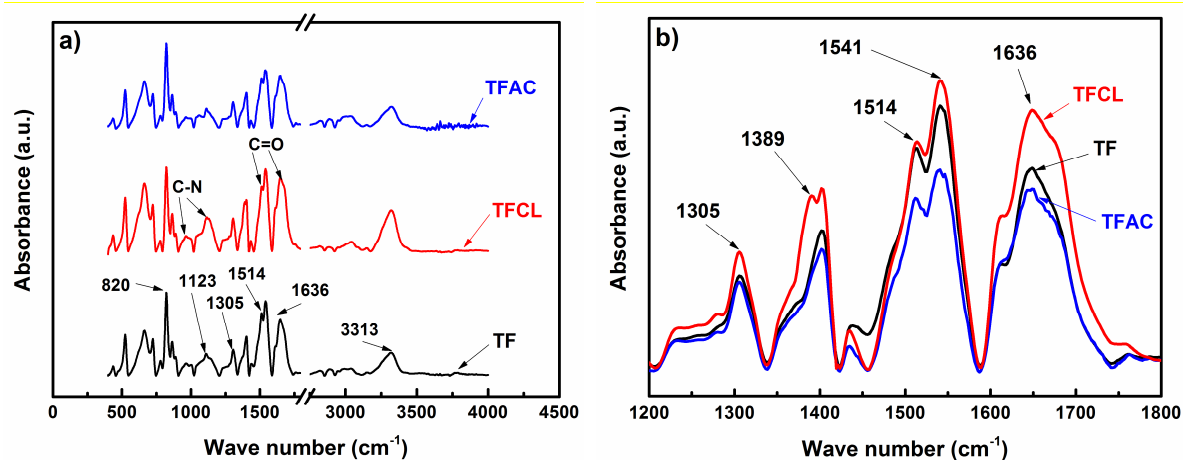 a)
TFAC
C=O
C-N
TFCL
820
1123
1305
1514
1636
3313
TF
0 500 1000 1500 3000 3500 4000 4500
Wave number (cm⁻¹)
Absorbance (a.u.)
b)
1541
1636
TFCL
1514
TF
1389
TFAC
1305
1200 1300 1400 1500 1600 1700 1800
Wave number (cm⁻¹)
Absorbance (a.u.)